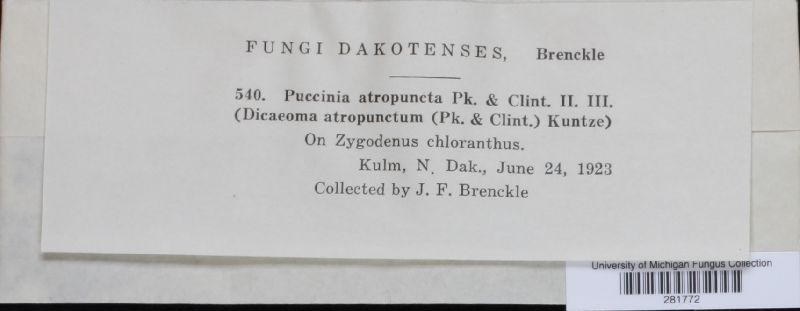 FUNGI DAKOTENSES, Brenckle
540. Puccinia atropuncta Pk. & Clint. II. III.
(Dicaeoma atropunctum (Pk. & Clint.) Kuntze)
On Zygodenus chloranthus.
Kulm, N. Dak., June 24, 1923
Collected by J. F. Brenckle
University of Michigan Fungus Collection
281772